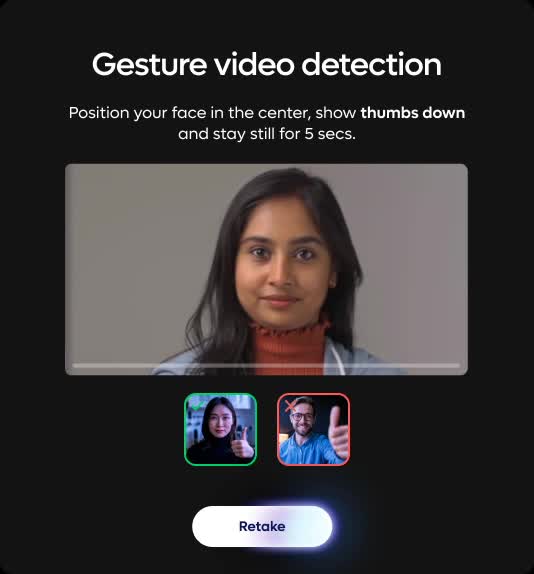 Gesture video detection
Position your face in the center, show thumbs down
and stay still for 5 secs.
Retake